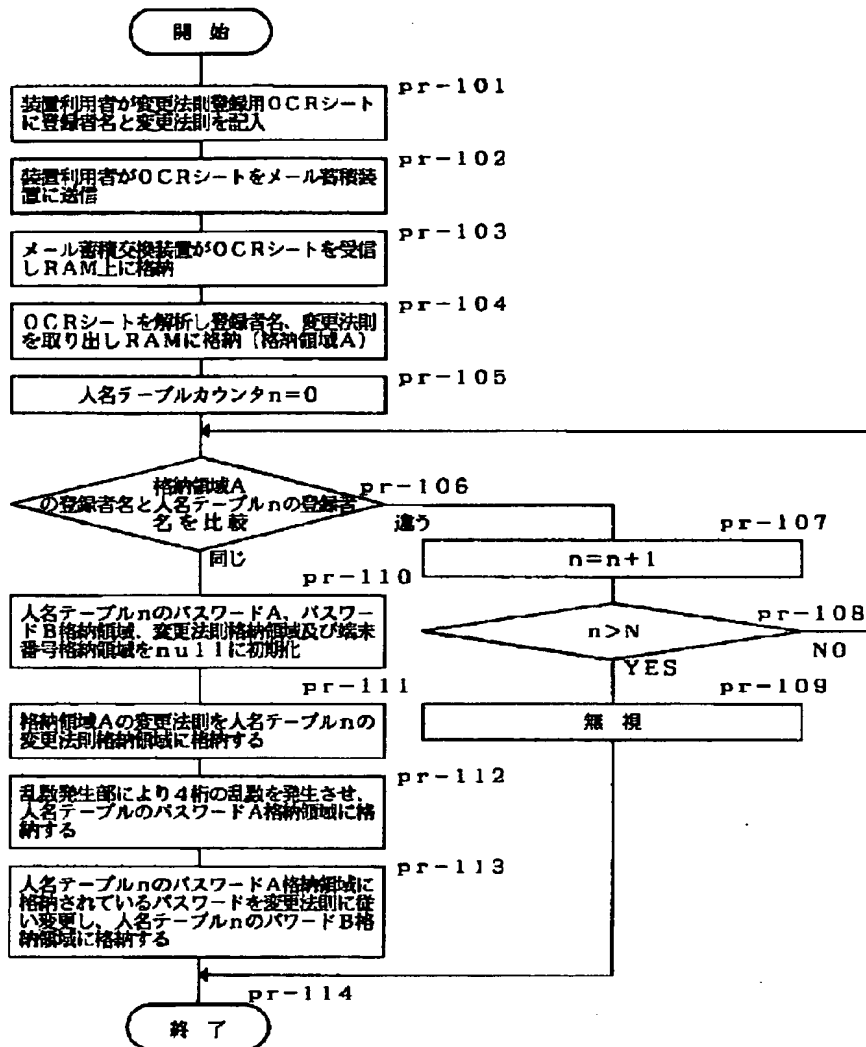 開 始
pr-101
装置利用者が変更法則登録用OCRシート
に登録者名と変更法則を記入
pr-102
装置利用者がOCRシートをメール蓄積装
置に送信
pr-103
メール蓄積交換装置がOCRシートを受信
しRAM上に格納
pr-104
OCRシートを解析し登録者名、変更法則
を取り出しRAMに格納(格納領域A)
pr-105
人名テーブルカウンタn=0
格納領域A
の登録者名と人名テーブルnの登録者
名を比較
pr-106
違う
同じ
pr-107
n=n+1
pr-108
n>N
NO
YES
pr-109
無 視
pr-110
人名テーブルnのパスワードA、パスワー
ドB格納領域、変更法則格納領域及び端末
番号格納領域をnullに初期化
pr-111
格納領域Aの変更法則を人名テーブルnの
変更法則格納領域に格納する
pr-112
乱数発生部により4桁の乱数を発生させ、
人名テーブルのパスワードA格納領域に格
納する
pr-113
人名テーブルnのパスワードA格納領域に
格納されているパスワードを変更法則に従
い変更し、人名テーブルnのパワードB格
納領域に格納する
pr-114
終 了